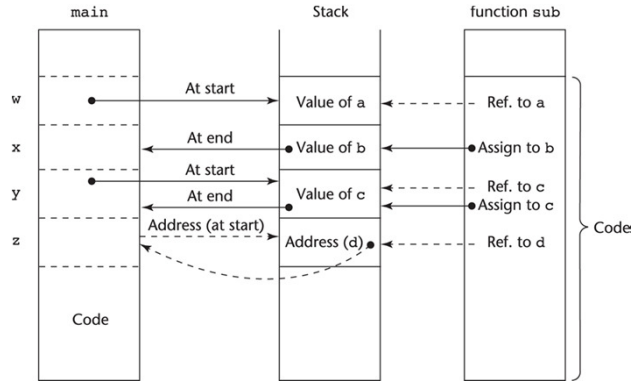 main Stack function sub
w At start Value of a Ref. to a
x At end Value of b Assign to b
At start
y Value of c Ref. to c
At end Assign to c
Address (at start)
z Address (d) Ref. to d
Code
Code